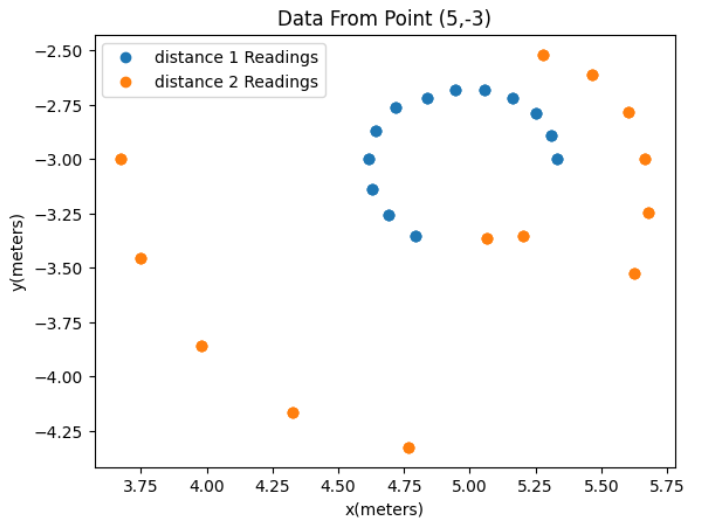 Data From Point (5,-3)
distance 1 Readings
distance 2 Readings
−2.50
−2.75
−3.00
−3.25
−3.50
−3.75
−4.00
−4.25
y(meters)
3.75 4.00 4.25 4.50 4.75 5.00 5.25 5.50 5.75
x(meters)